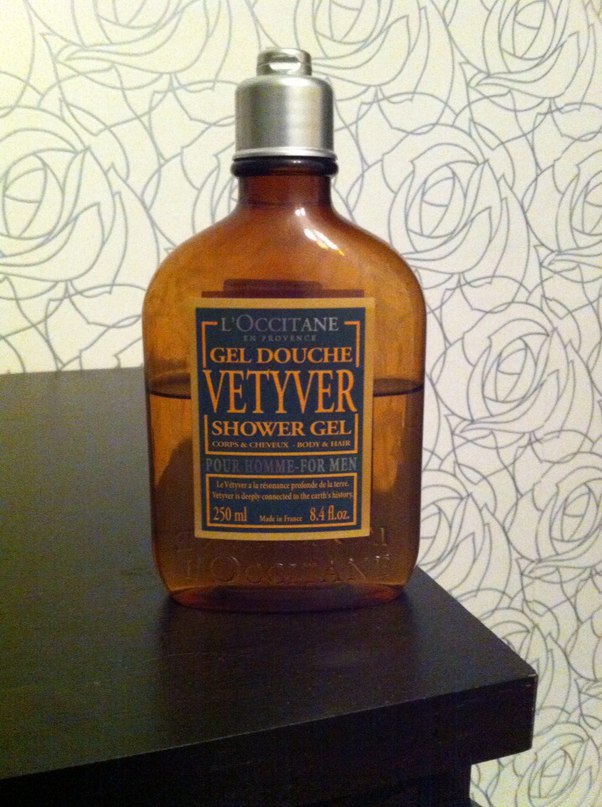 L'OCCITANE
EN PROVENCE
GEL DOUCHE
VETYVER
SHOWER GEL
CORPS & CHEVEUX - BODY & HAIR
POUR HOMME-FOR MEN
Le Vétyver a la résonance profonde de la terre.
Vetyver is deeply connected to the earth's history.
250 ml Made in France 8.4 fl.oz.
L'OCCITANE